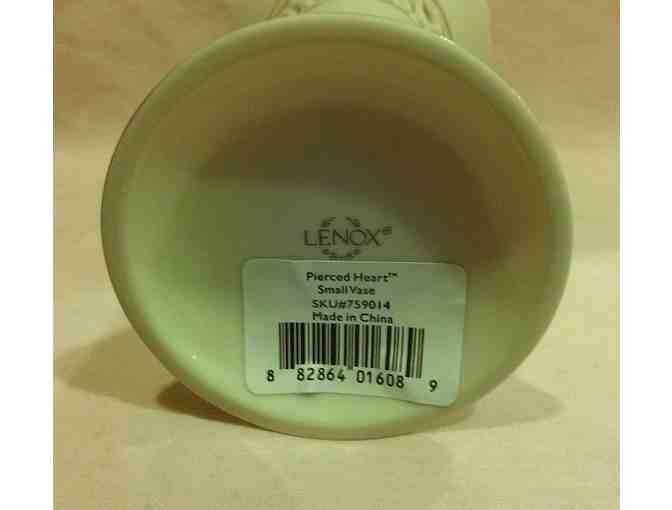 LENOX®
Pierced Heart™
Small Vase
SKU#759014
Made in China
8 82864 01608 9